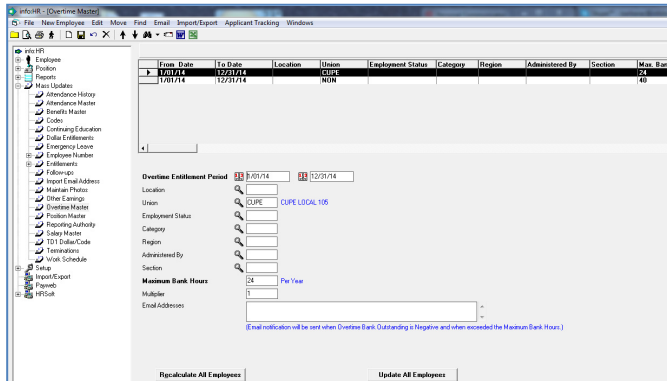 info:HR - [Overtime Master]
File New Employee Edit Move Find Email Import/Export Applicant Tracking Windows
info:HR
Employee
Position
Reports
Mass Updates
Attendance History
Attendance Master
Benefits Master
Codes
Continuing Education
Dollar Entitlements
Emergency Leave
Employee Number
Entitlements
Follow-ups
Import Email Address
Maintain Photos
Other Earnings
Overtime Master
Position Master
Reporting Authority
Salary Master
TD1 Dollar/Code
Terminations
Work Schedule
Setup
Import/Export
Payweb
HRSoft
From Date To Date Location Union Employment Status Category Region Administered By Section Max. Ban
1/01/14 12/31/14 CUPE 24
1/01/14 12/31/14 NON 40
Overtime Entitlement Period 1/01/14 12/31/14
Location
Union CUPE CUPE LOCAL 105
Employment Status
Category
Region
Administered By
Section
Maximum Bank Hours 24 Per Year
Multiplier 1
Email Addresses
(Email notification will be sent when Overtime Bank Outstanding is Negative and when exceeded the Maximum Bank Hours.)
Recalculate All Employees Update All Employees